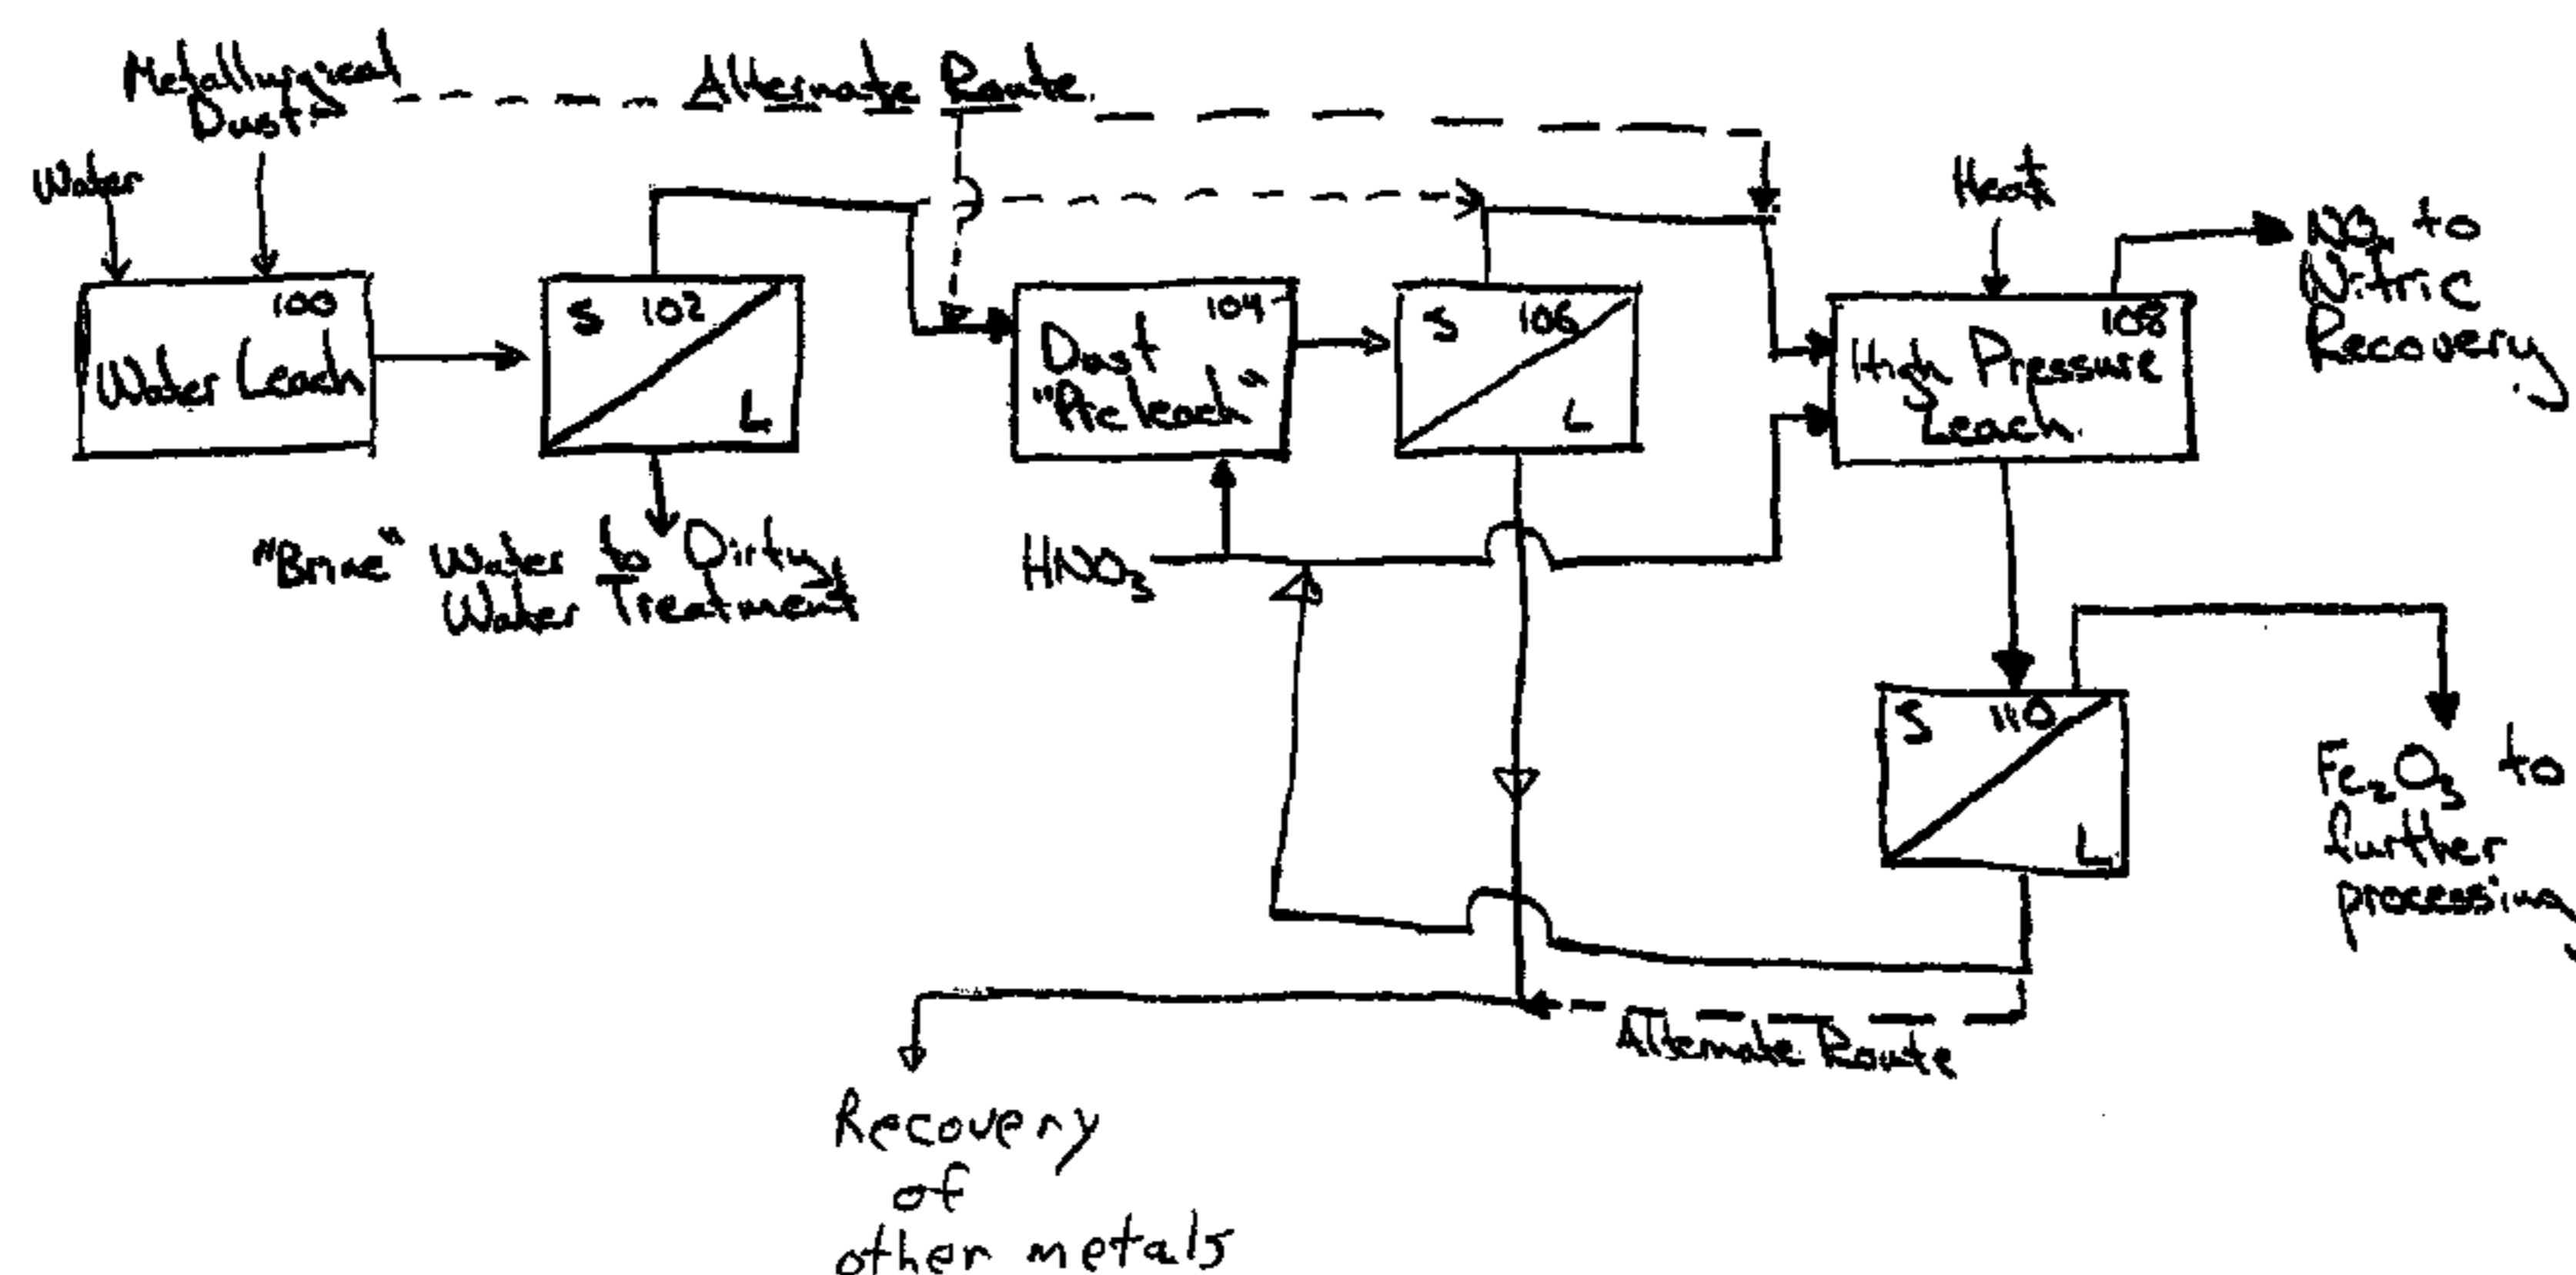 Metallurgical
Dust
Alternate Route
Water
Heat
NOx to
Nitric
Recovery
100
Water Leach
S 102
L
104
Dust
"Preleach"
S 106
L
108
High Pressure
Leach
"Brine" Water to Dirty
Water Treatment
HNO3
S 110
L
Fe2O3 to
further
processing
Alternate Route
Recovery
of
other metals